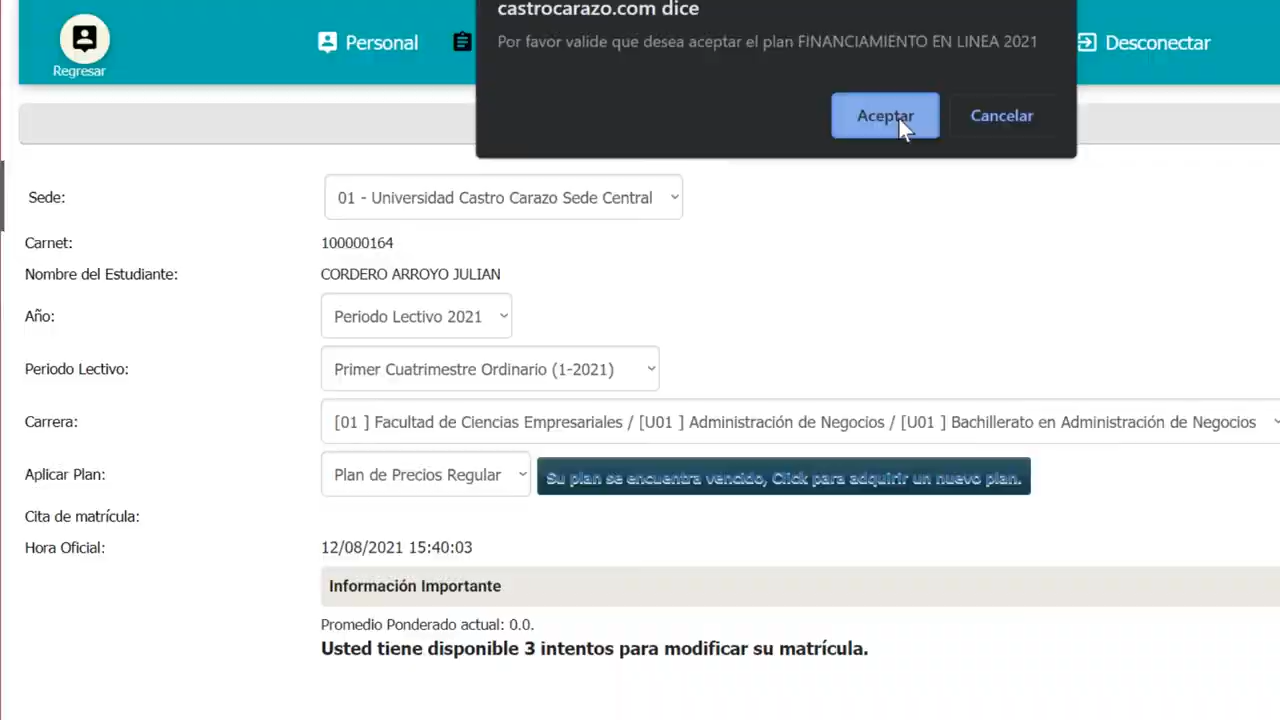 castrocarazo.com dice
Por favor valide que desea aceptar el plan FINANCIAMIENTO EN LINEA 2021
Aceptar Cancelar
Regresar
Personal
Desconectar
Sede: 01 - Universidad Castro Carazo Sede Central
Carnet: 100000164
Nombre del Estudiante: CORDERO ARROYO JULIAN
Año: Periodo Lectivo 2021
Periodo Lectivo: Primer Cuatrimestre Ordinario (1-2021)
Carrera: [01 ] Facultad de Ciencias Empresariales / [U01 ] Administración de Negocios / [U01 ] Bachillerato en Administración de Negocios
Aplicar Plan: Plan de Precios Regular Su plan se encuentra vencido, Click para adquirir un nuevo plan.
Cita de matrícula:
Hora Oficial: 12/08/2021 15:40:03
Información Importante
Promedio Ponderado actual: 0.0.
Usted tiene disponible 3 intentos para modificar su matrícula.